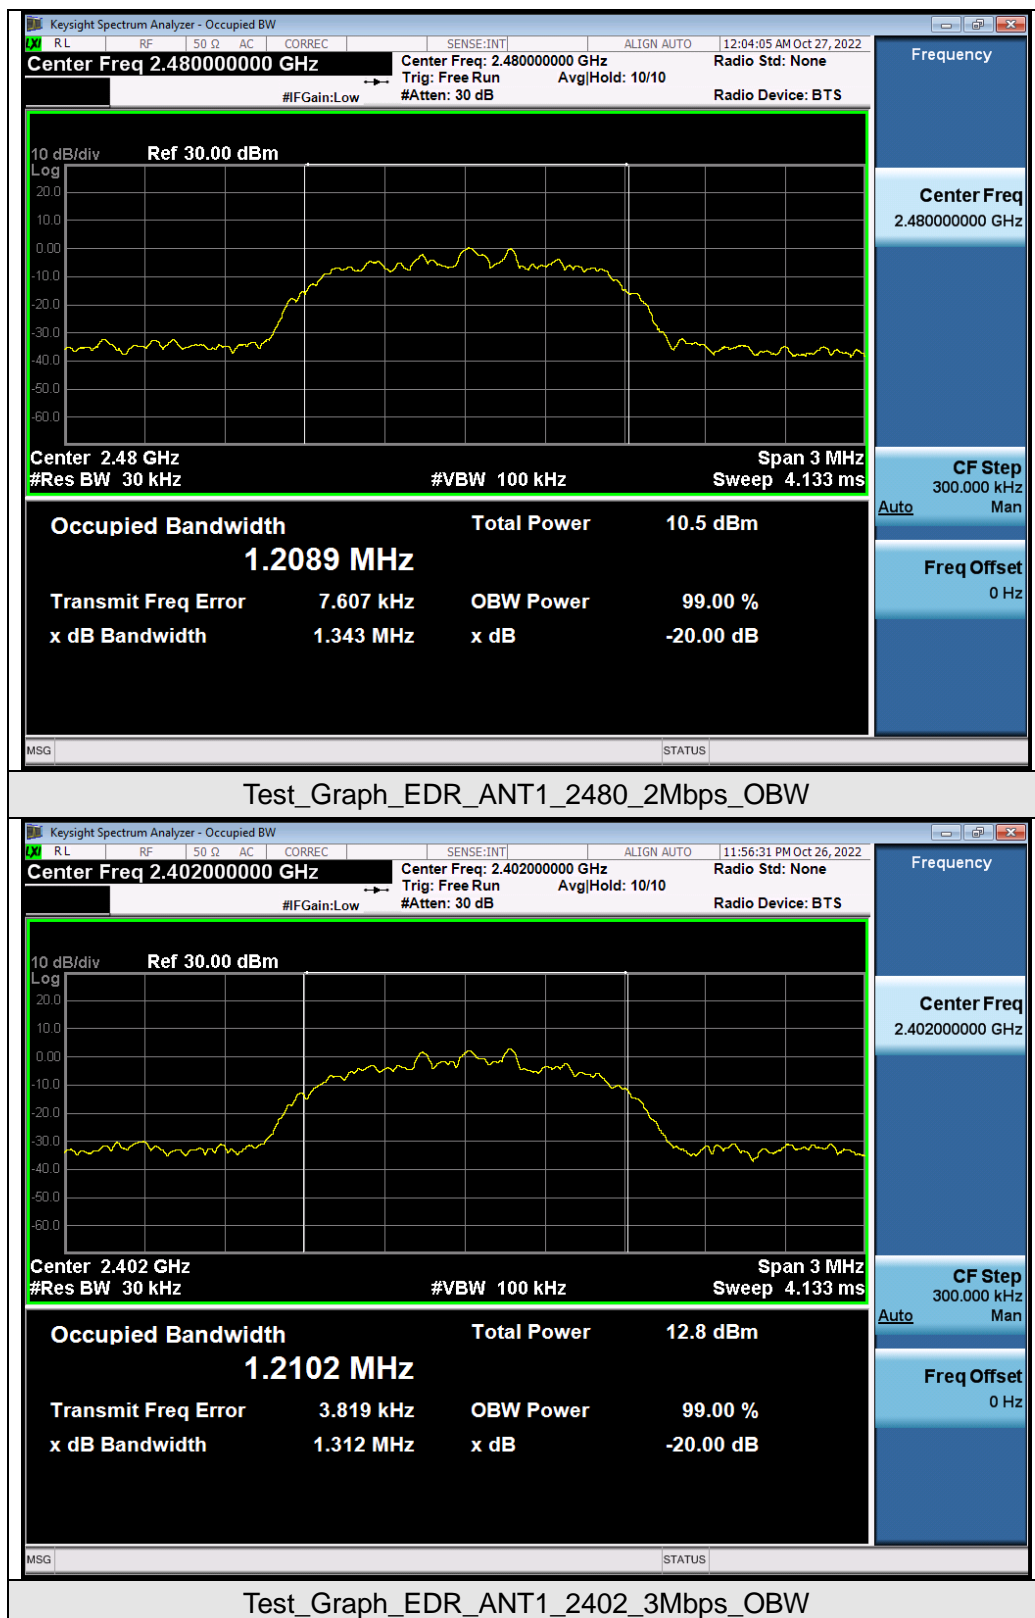 Keysight Spectrum Analyzer - Occupied BW
LXI RL RF 50 Ω AC CORREC SENSE:INT ALIGN AUTO 12:04:05 AM Oct 27, 2022
Center Freq 2.480000000 GHz
Center Freq: 2.480000000 GHz Radio Std: None
Trig: Free Run Avg|Hold: 10/10
#IFGain:Low #Atten: 30 dB Radio Device: BTS
10 dB/div Ref 30.00 dBm
Log
20.0
10.0
0.00
-10.0
-20.0
-30.0
-40.0
-50.0
-60.0
Center 2.48 GHz Span 3 MHz
#Res BW 30 kHz #VBW 100 kHz Sweep 4.133 ms
Occupied Bandwidth Total Power 10.5 dBm
1.2089 MHz
Transmit Freq Error 7.607 kHz OBW Power 99.00 %
x dB Bandwidth 1.343 MHz x dB -20.00 dB
MSG STATUS
Frequency
Center Freq
2.480000000 GHz
CF Step
300.000 kHz
Auto Man
Freq Offset
0 Hz
Test_Graph_EDR_ANT1_2480_2Mbps_OBW
Keysight Spectrum Analyzer - Occupied BW
LXI RL RF 50 Ω AC CORREC SENSE:INT ALIGN AUTO 11:56:31 PM Oct 26, 2022
Center Freq 2.402000000 GHz
Center Freq: 2.402000000 GHz Radio Std: None
Trig: Free Run Avg|Hold: 10/10
#IFGain:Low #Atten: 30 dB Radio Device: BTS
10 dB/div Ref 30.00 dBm
Log
20.0
10.0
0.00
-10.0
-20.0
-30.0
-40.0
-50.0
-60.0
Center 2.402 GHz Span 3 MHz
#Res BW 30 kHz #VBW 100 kHz Sweep 4.133 ms
Occupied Bandwidth Total Power 12.8 dBm
1.2102 MHz
Transmit Freq Error 3.819 kHz OBW Power 99.00 %
x dB Bandwidth 1.312 MHz x dB -20.00 dB
MSG STATUS
Frequency
Center Freq
2.402000000 GHz
CF Step
300.000 kHz
Auto Man
Freq Offset
0 Hz
Test_Graph_EDR_ANT1_2402_3Mbps_OBW